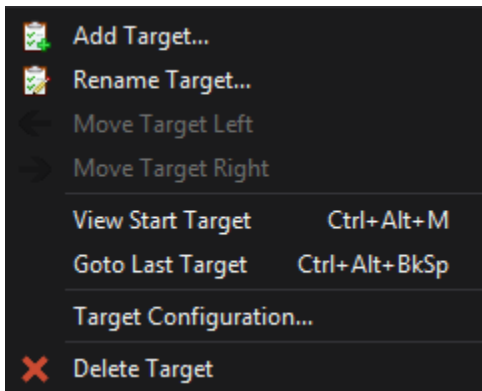 Add Target...
Rename Target...
Move Target Left
Move Target Right
View Start Target Ctrl+Alt+M
Goto Last Target Ctrl+Alt+BkSp
Target Configuration...
Delete Target